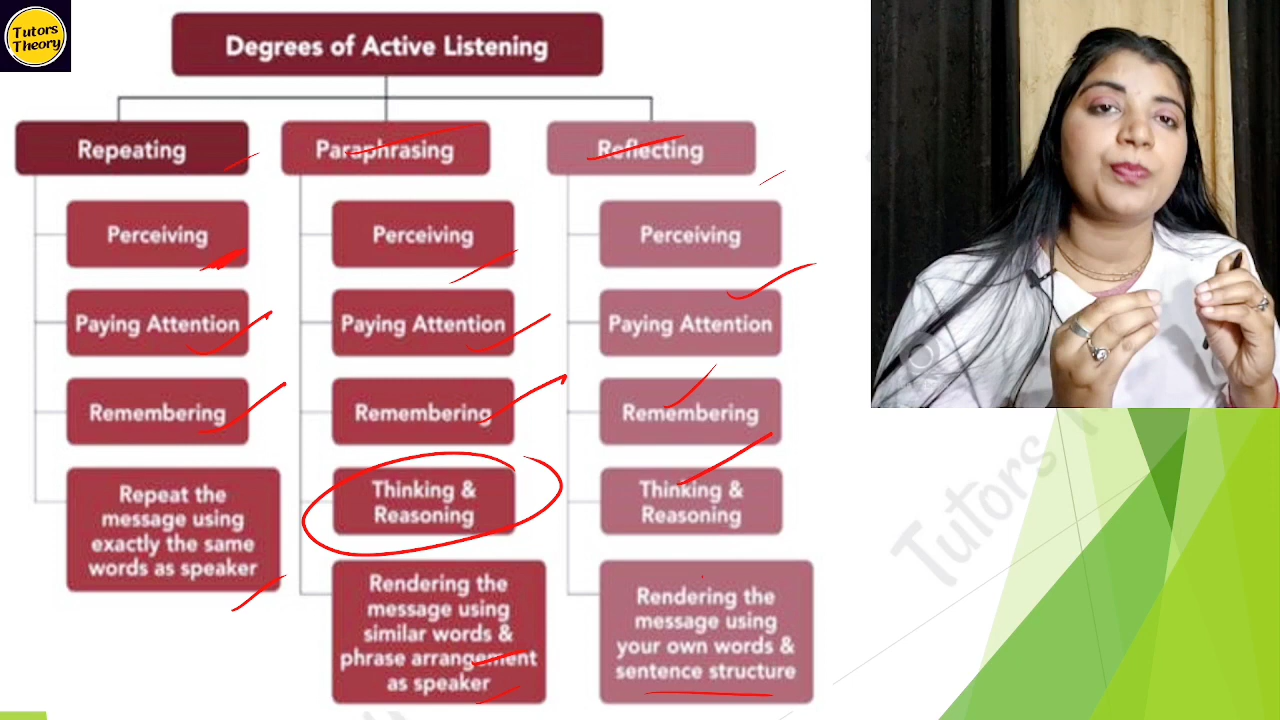 Tutors
Theory
Degrees of Active Listening
Repeating
Perceiving
Paying Attention
Remembering
Repeat the
message using
exactly the same
words as speaker
Paraphrasing
Perceiving
Paying Attention
Remembering
Thinking &
Reasoning
Rendering the
message using
similar words &
phrase arrangement
as speaker
Reflecting
Perceiving
Paying Attention
Remembering
Thinking &
Reasoning
Rendering the
message using
your own words &
sentence structure
Tutors